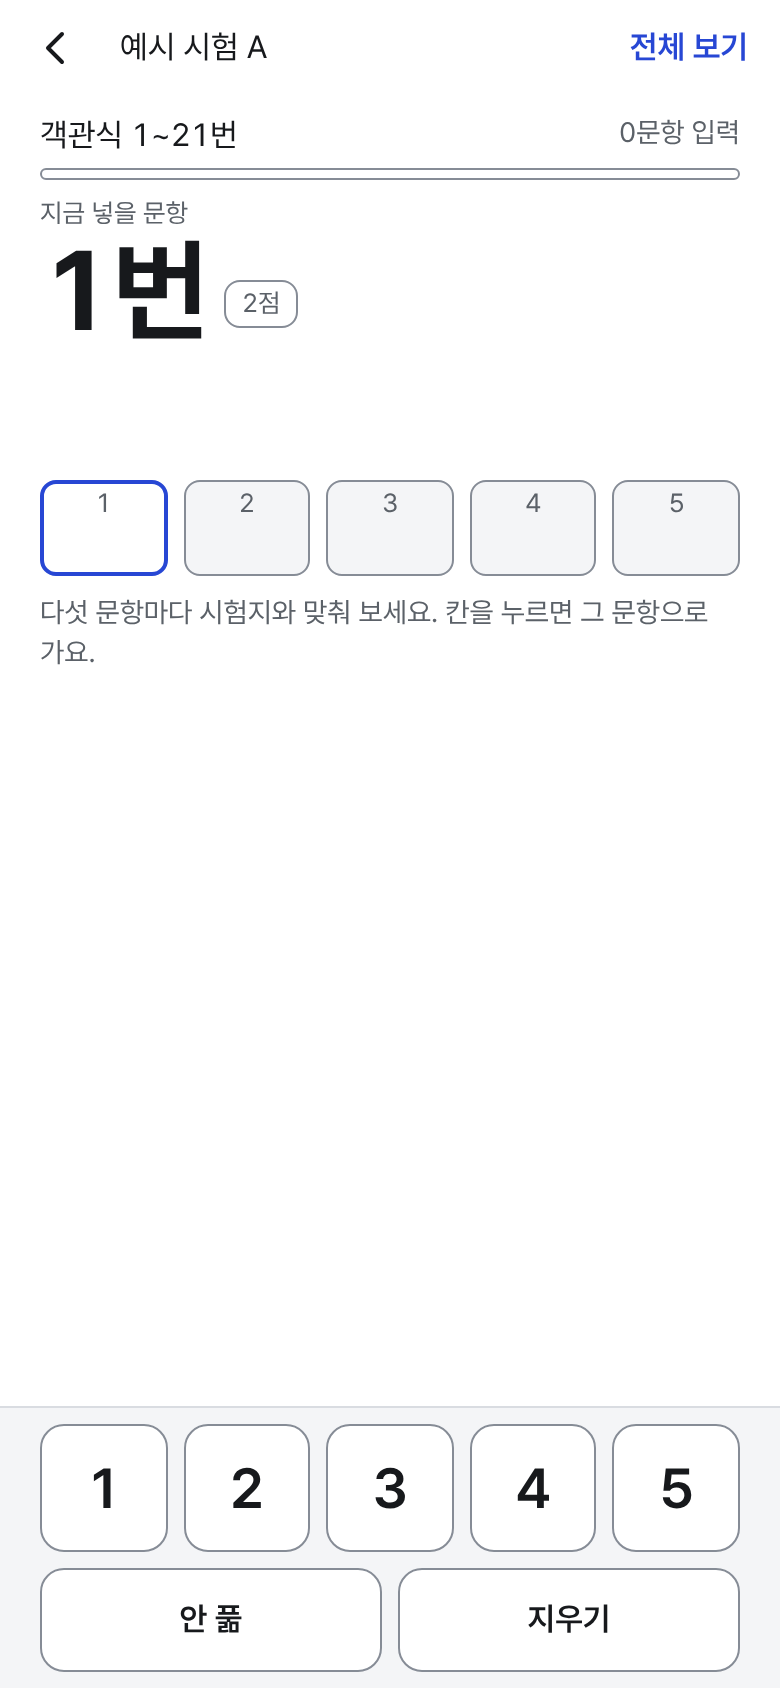 예시 시험 A
전체 보기
객관식 1~21번
0문항 입력
지금 넣을 문항
1번
2점
1
2
3
4
5
다섯 문항마다 시험지와 맞춰 보세요. 칸을 누르면 그 문항으로
가요.
1
2
3
4
5
안 풂
지우기